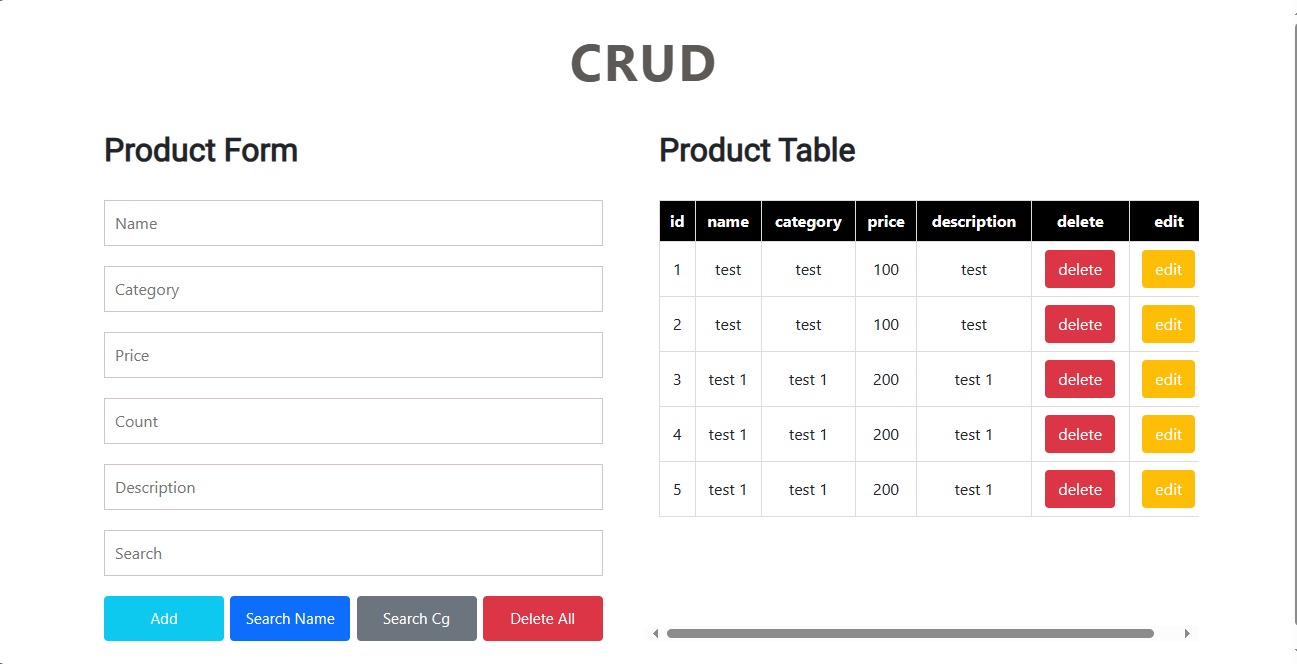 CRUD
Product Form
Name
Category
Price
Count
Description
Search
Add Search Name Search Cg Delete All
Product Table
id name category price description delete edit
1 test test 100 test delete edit
2 test test 100 test delete edit
3 test 1 test 1 200 test 1 delete edit
4 test 1 test 1 200 test 1 delete edit
5 test 1 test 1 200 test 1 delete edit